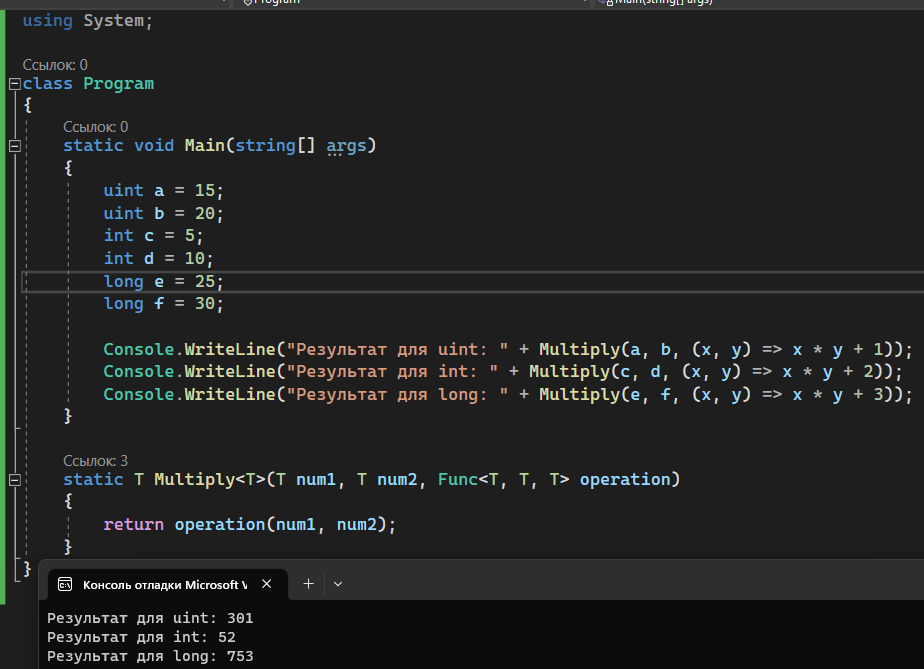 Program
Main(string[] args)
using System;
Ссылок: 0
class Program
{
Ссылок: 0
static void Main(string[] args)
{
uint a = 15;
uint b = 20;
int c = 5;
int d = 10;
long e = 25;
long f = 30;
Console.WriteLine("Результат для uint: " + Multiply(a, b, (x, y) => x * y + 1));
Console.WriteLine("Результат для int: " + Multiply(c, d, (x, y) => x * y + 2));
Console.WriteLine("Результат для long: " + Multiply(e, f, (x, y) => x * y + 3));
}
Ссылок: 3
static T Multiply<T>(T num1, T num2, Func<T, T, T> operation)
{
return operation(num1, num2);
}
}
Консоль отладки Microsoft V
Результат для uint: 301
Результат для int: 52
Результат для long: 753